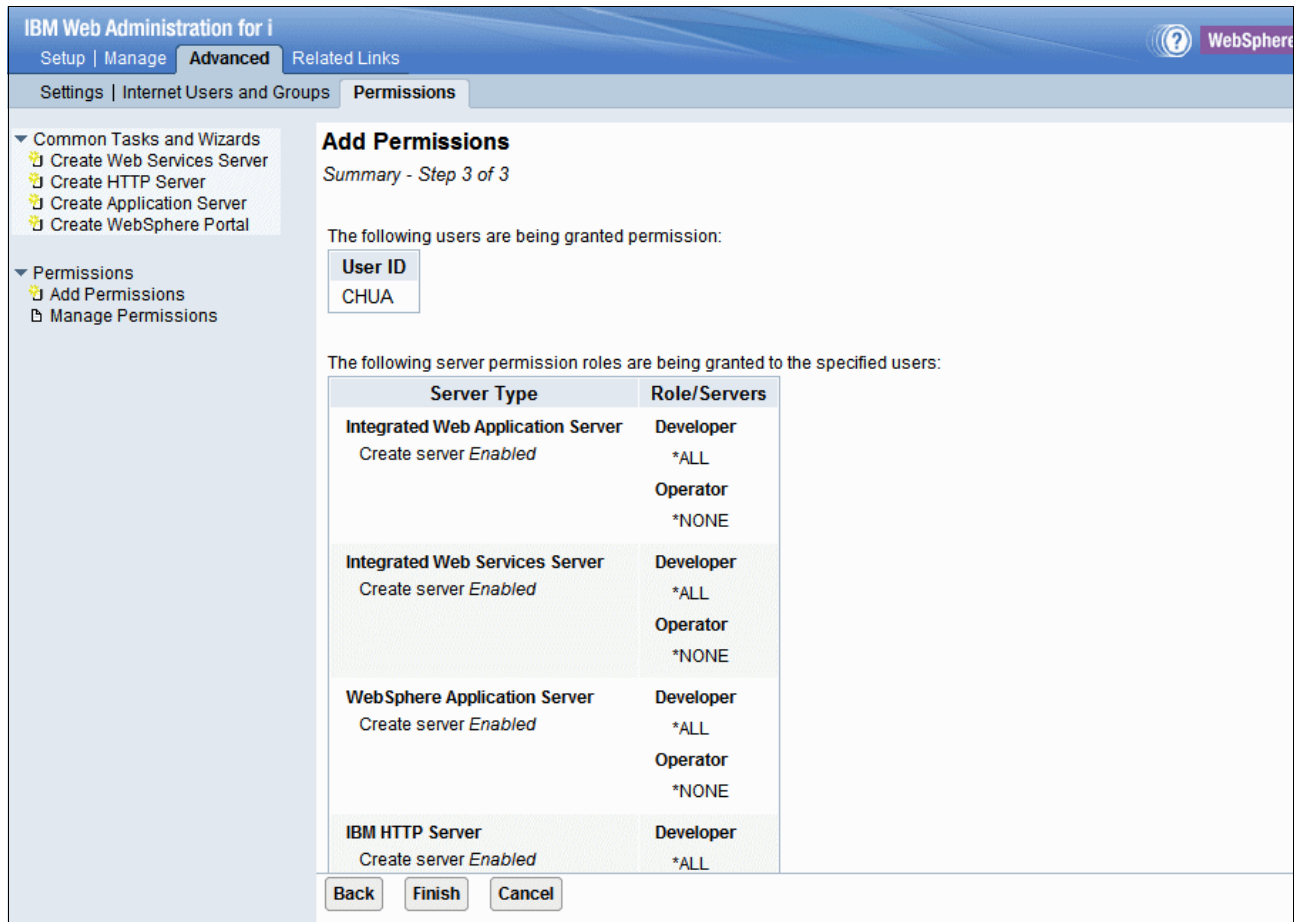 IBM Web Administration for i
Setup | Manage Advanced Related Links
WebSphere
Settings | Internet Users and Groups Permissions
Common Tasks and Wizards
Create Web Services Server
Create HTTP Server
Create Application Server
Create WebSphere Portal
Permissions
Add Permissions
Manage Permissions
Add Permissions
Summary - Step 3 of 3
The following users are being granted permission:
User ID
CHUA
The following server permission roles are being granted to the specified users:
Server Type Role/Servers
Integrated Web Application Server Developer
Create server Enabled *ALL
Operator
*NONE
Integrated Web Services Server Developer
Create server Enabled *ALL
Operator
*NONE
WebSphere Application Server Developer
Create server Enabled *ALL
Operator
*NONE
IBM HTTP Server Developer
Create server Enabled *ALL
Back Finish Cancel